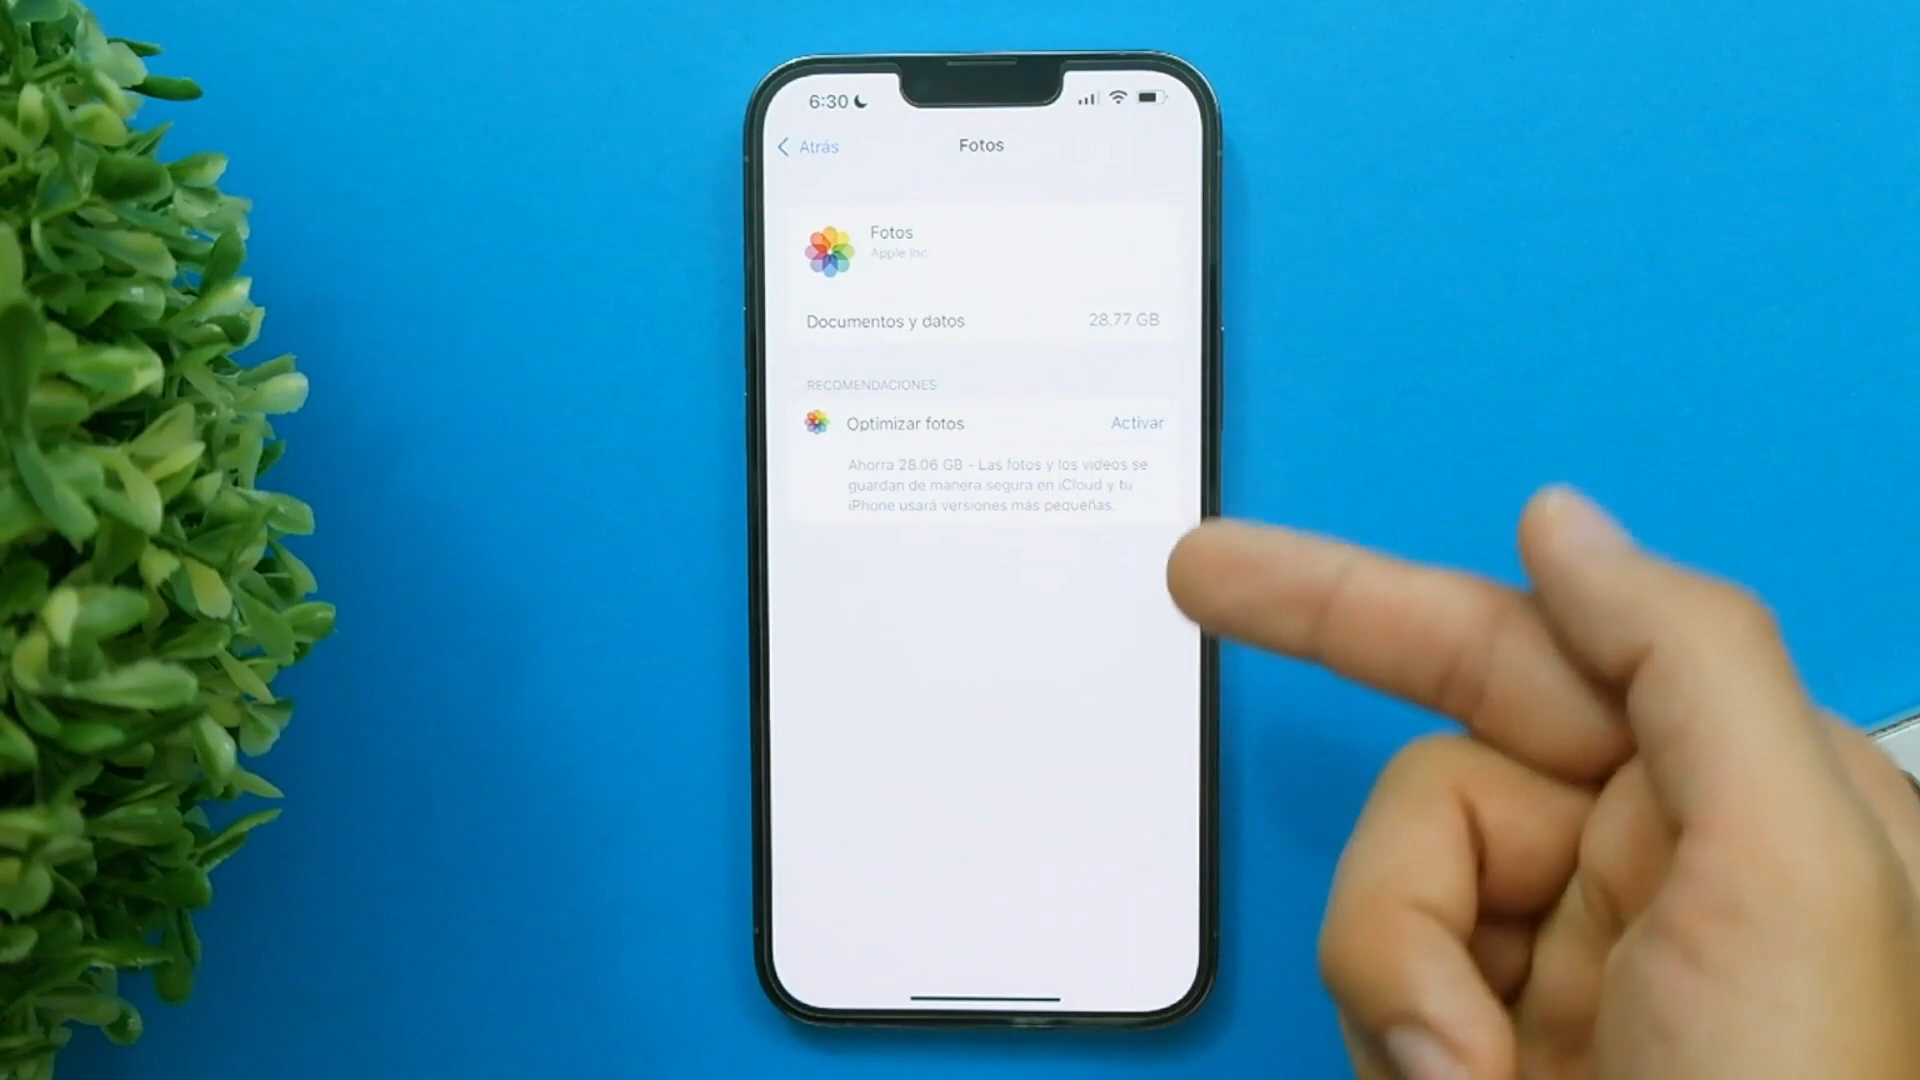 6:30
Atrás
Fotos
Fotos
Apple Inc.
Documentos y datos
28.77 GB
RECOMENDACIONES
Optimizar fotos
Activar
Ahorra 28.06 GB - Las fotos y los videos se
guardan de manera segura en iCloud y tu
iPhone usará versiones más pequeñas.